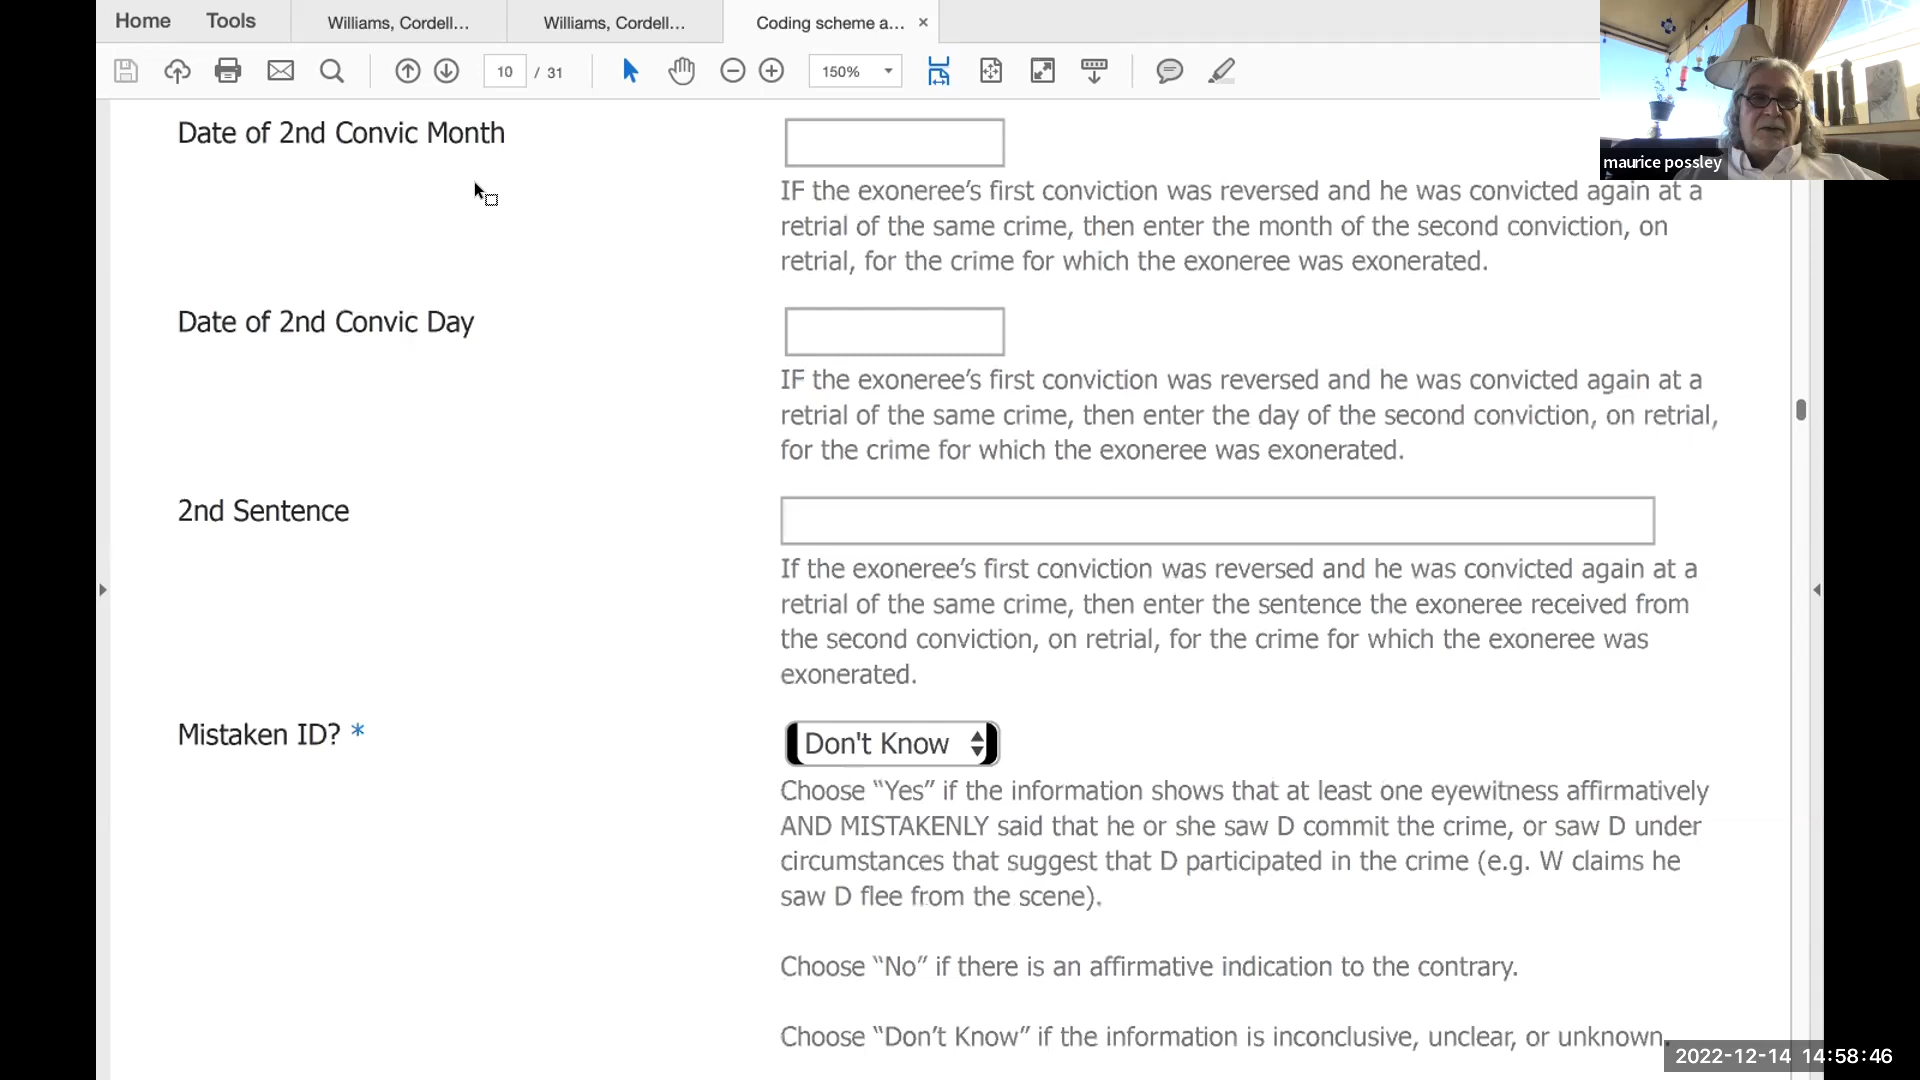 Home Tools Williams, Cordell... Williams, Cordell... Coding scheme a... ×
10 / 31 150%
maurice possley
Date of 2nd Convic Month
IF the exoneree's first conviction was reversed and he was convicted again at a
retrial of the same crime, then enter the month of the second conviction, on
retrial, for the crime for which the exoneree was exonerated.
Date of 2nd Convic Day
IF the exoneree's first conviction was reversed and he was convicted again at a
retrial of the same crime, then enter the day of the second conviction, on retrial,
for the crime for which the exoneree was exonerated.
2nd Sentence
If the exoneree's first conviction was reversed and he was convicted again at a
retrial of the same crime, then enter the sentence the exoneree received from
the second conviction, on retrial, for the crime for which the exoneree was
exonerated.
Mistaken ID? *
Don't Know
Choose “Yes” if the information shows that at least one eyewitness affirmatively
AND MISTAKENLY said that he or she saw D commit the crime, or saw D under
circumstances that suggest that D participated in the crime (e.g. W claims he
saw D flee from the scene).
Choose “No” if there is an affirmative indication to the contrary.
Choose “Don’t Know” if the information is inconclusive, unclear, or unknown.
2022-12-14 14:58:46